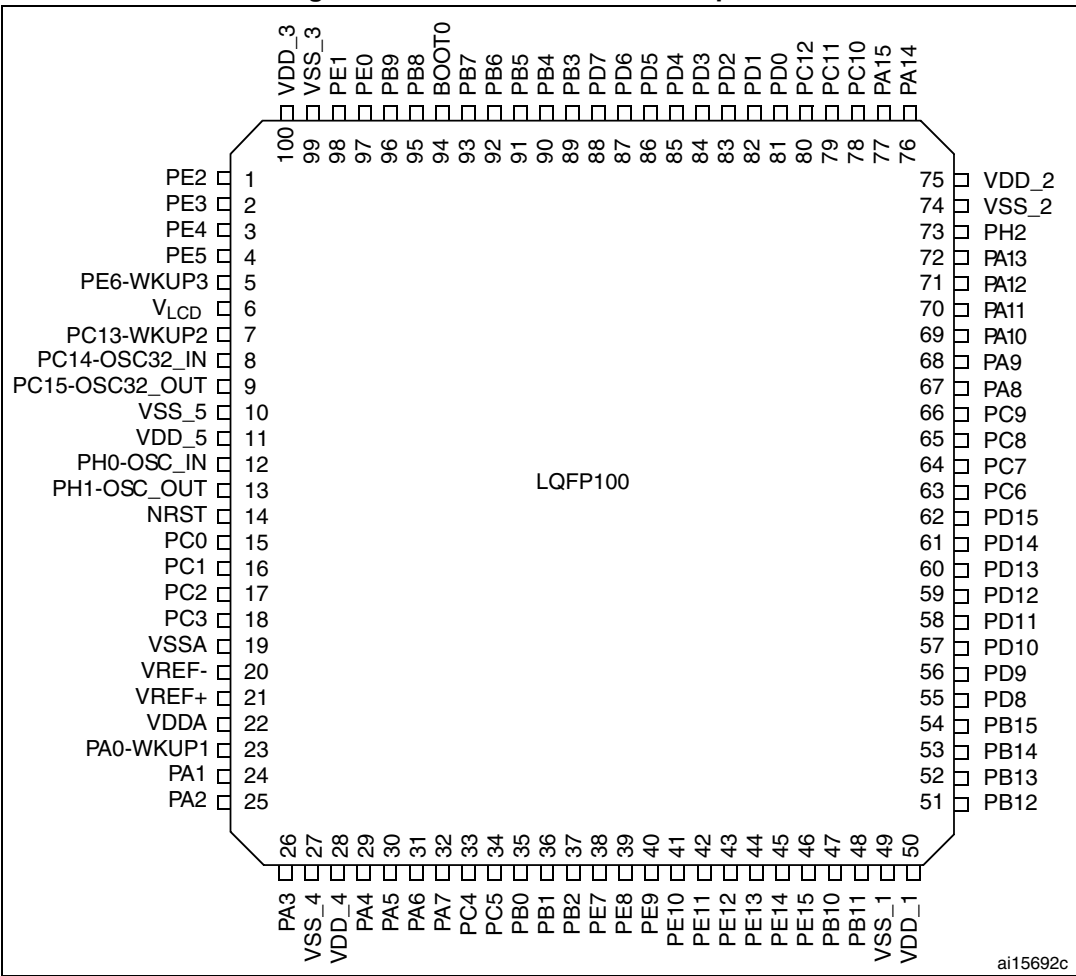 VDD_3
VSS_3
PE1
PE0
PB9
PB8
BOOT0
PB7
PB6
PB5
PB4
PB3
PD7
PD6
PD5
PD4
PD3
PD2
PD1
PD0
PC12
PC11
PC10
PA15
PA14
100
99
98
97
96
95
94
93
92
91
90
89
88
87
86
85
84
83
82
81
80
79
78
77
76
PE2 1
PE3 2
PE4 3
PE5 4
PE6-WKUP3 5
VLCD 6
PC13-WKUP2 7
PC14-OSC32_IN 8
PC15-OSC32_OUT 9
VSS_5 10
VDD_5 11
PH0-OSC_IN 12
PH1-OSC_OUT 13
NRST 14
PC0 15
PC1 16
PC2 17
PC3 18
VSSA 19
VREF- 20
VREF+ 21
VDDA 22
PA0-WKUP1 23
PA1 24
PA2 25
LQFP100
75 VDD_2
74 VSS_2
73 PH2
72 PA13
71 PA12
70 PA11
69 PA10
68 PA9
67 PA8
66 PC9
65 PC8
64 PC7
63 PC6
62 PD15
61 PD14
60 PD13
59 PD12
58 PD11
57 PD10
56 PD9
55 PD8
54 PB15
53 PB14
52 PB13
51 PB12
26
27
28
29
30
31
32
33
34
35
36
37
38
39
40
41
42
43
44
45
46
47
48
49
50
PA3
VSS_4
VDD_4
PA4
PA5
PA6
PA7
PC4
PC5
PB0
PB1
PB2
PE7
PE8
PE9
PE10
PE11
PE12
PE13
PE14
PE15
PB10
PB11
VSS_1
VDD_1
ai15692c